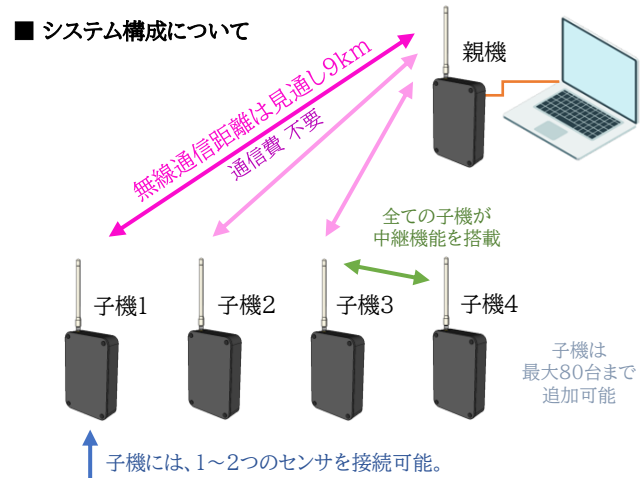 ■ システム構成について
親機
無線通信距離は見通し9km
通信費 不要
全ての子機が
中継機能を搭載
子機1
子機2
子機3
子機4
子機は
最大80台まで
追加可能
子機には、1～2つのセンサを接続可能。